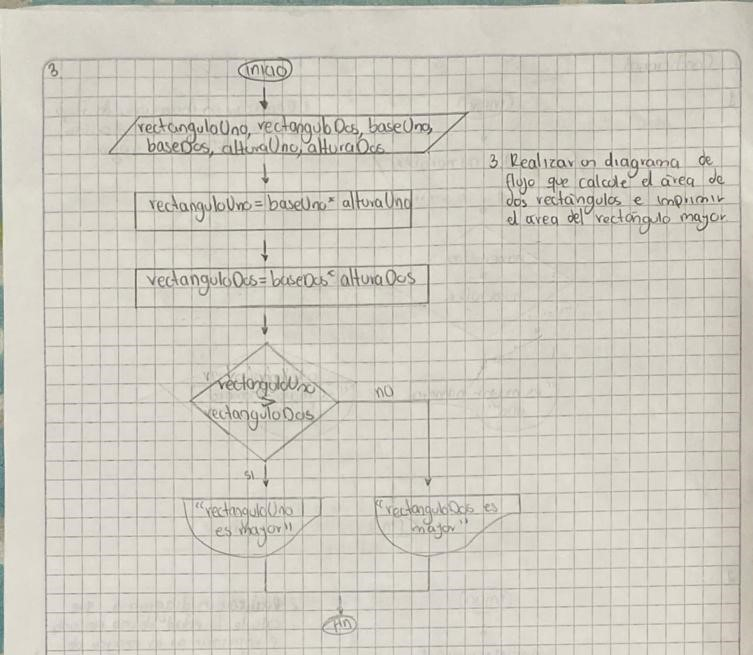 3.
inicio
rectanguloUno, rectanguloDos, baseUno,
baseDos, alturaUno, alturaDos
rectanguloUno = baseUno * alturaUno
rectanguloDos = baseDos * alturaDos
rectanguloUno
>
rectanguloDos
no
si
"rectanguloUno
es mayor"
"rectanguloDos es
mayor"
Fin
3. Realizar un diagrama de
flujo que calcule el área de
dos rectángulos e imprimir
el area del rectángulo mayor